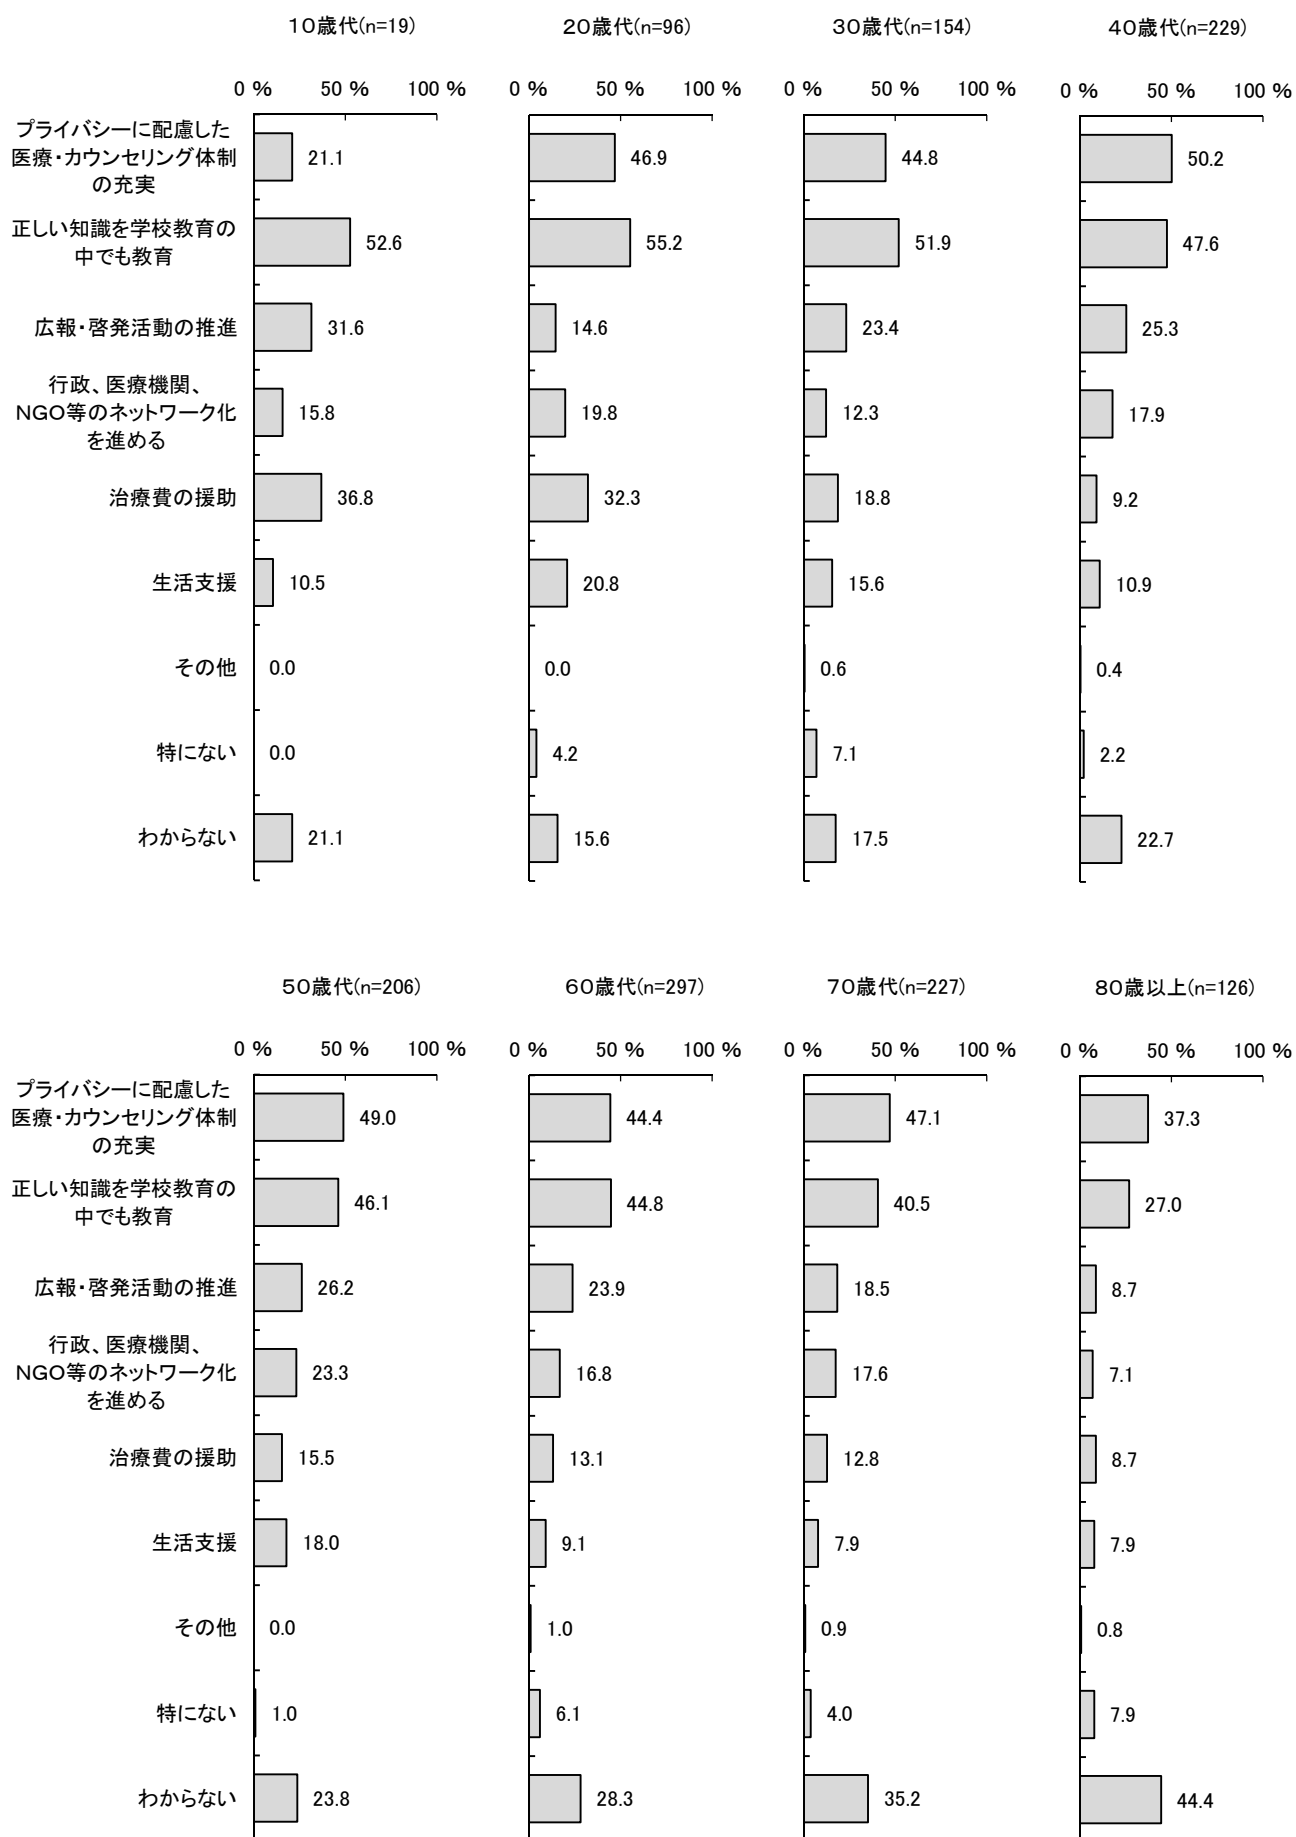 10歳代(n=19) 20歳代(n=96) 30歳代(n=154) 40歳代(n=229)
0 % 50 % 100 % 0 % 50 % 100 % 0 % 50 % 100 % 0 % 50 % 100 %
プライバシーに配慮した
医療・カウンセリング体制 21.1 46.9 44.8 50.2
の充実
正しい知識を学校教育の
中でも教育 52.6 55.2 51.9 47.6
広報・啓発活動の推進 31.6 14.6 23.4 25.3
行政、医療機関、
NGO等のネットワーク化 15.8 19.8 12.3 17.9
を進める
治療費の援助 36.8 32.3 18.8 9.2
生活支援 10.5 20.8 15.6 10.9
その他 0.0 0.0 0.6 0.4
特にない 0.0 4.2 7.1 2.2
わからない 21.1 15.6 17.5 22.7
50歳代(n=206) 60歳代(n=297) 70歳代(n=227) 80歳以上(n=126)
0 % 50 % 100 % 0 % 50 % 100 % 0 % 50 % 100 % 0 % 50 % 100 %
プライバシーに配慮した
医療・カウンセリング体制 49.0 44.4 47.1 37.3
の充実
正しい知識を学校教育の
中でも教育 46.1 44.8 40.5 27.0
広報・啓発活動の推進 26.2 23.9 18.5 8.7
行政、医療機関、
NGO等のネットワーク化 23.3 16.8 17.6 7.1
を進める
治療費の援助 15.5 13.1 12.8 8.7
生活支援 18.0 9.1 7.9 7.9
その他 0.0 1.0 0.9 0.8
特にない 1.0 6.1 4.0 7.9
わからない 23.8 28.3 35.2 44.4